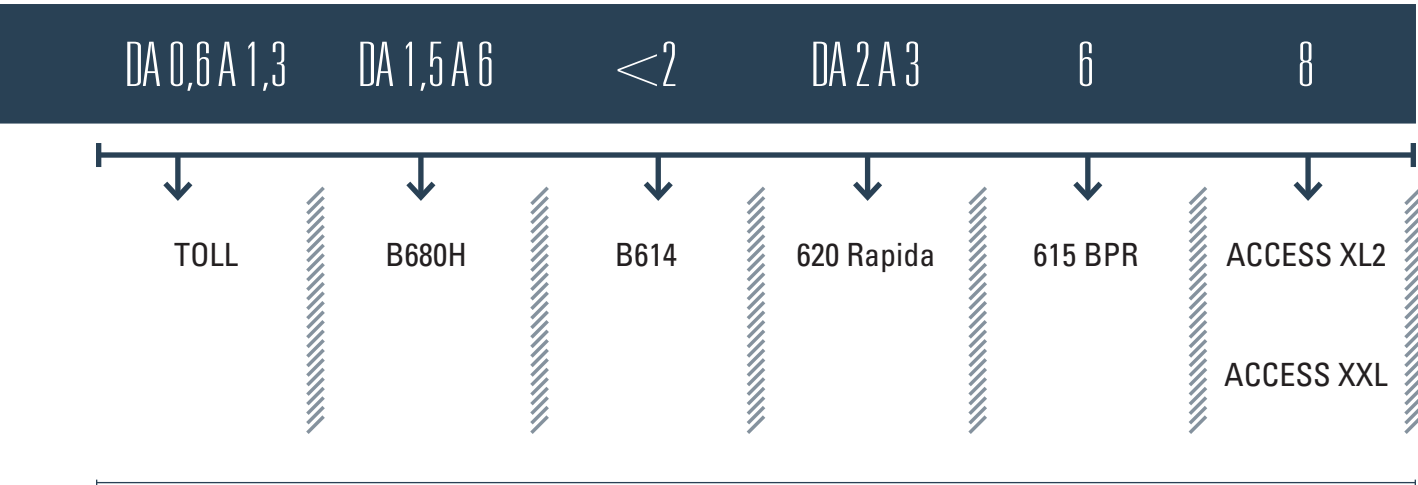 DA 0,6 A 1,3 DA 1,5 A 6 <2 DA 2 A 3 6 8
TOLL B680H B614 620 Rapida 615 BPR ACCESS XL2
ACCESS XXL